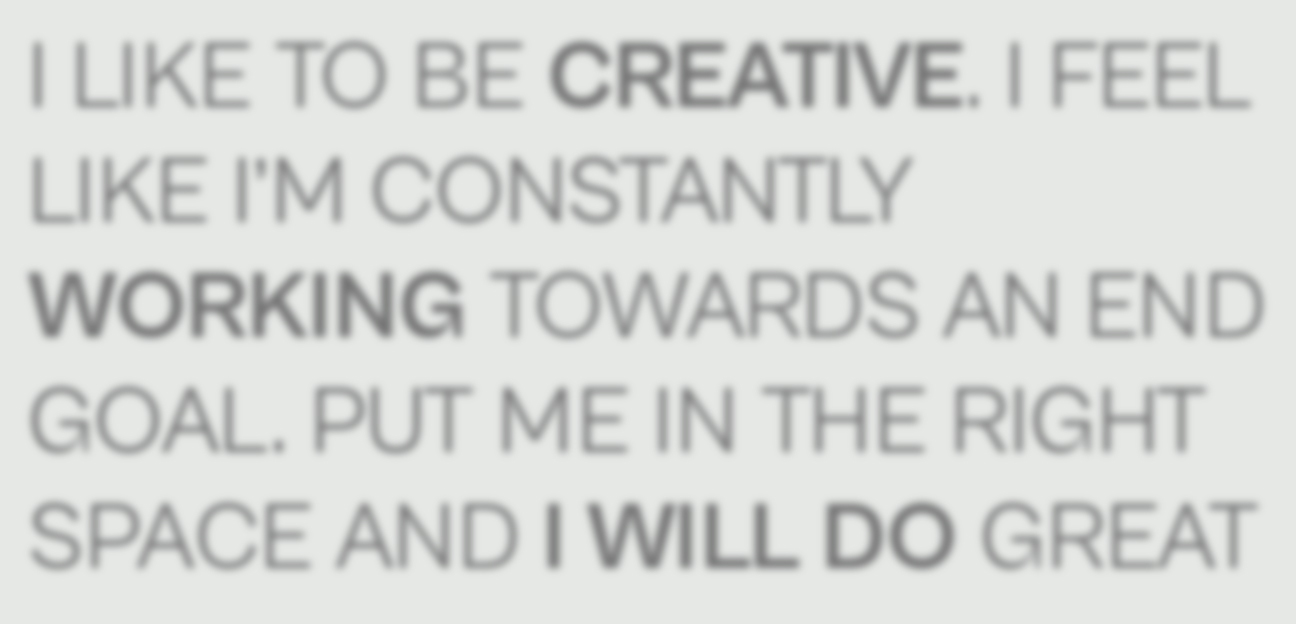 I LIKE TO BE CREATIVE. I FEEL
LIKE I'M CONSTANTLY
WORKING TOWARDS AN END
GOAL. PUT ME IN THE RIGHT
SPACE AND I WILL DO GREAT